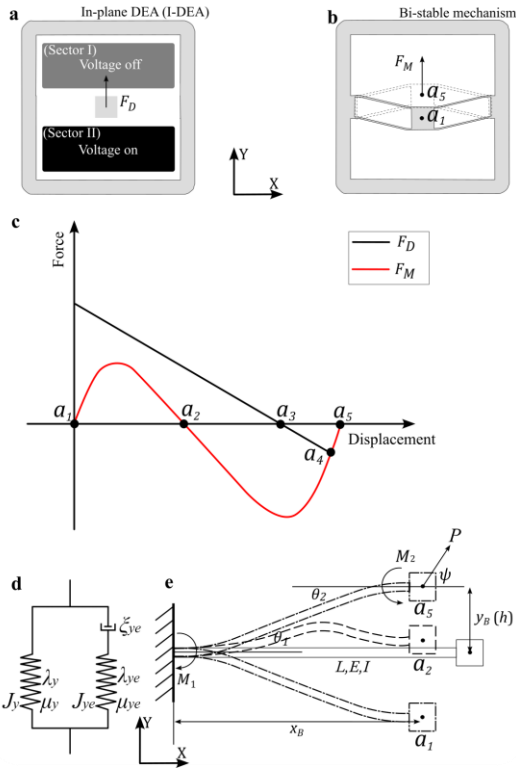 a
In-plane DEA (I-DEA)
(Sector I)
Voltage off
F_D
(Sector II)
Voltage on
Y
X
b
Bi-stable mechanism
F_M
a_5
a_1
c
Force
F_D
F_M
a_1
a_2
a_3
a_5
a_4
Displacement
d
ξ_ye
λ_y
λ_ye
J_y
μ_y
J_ye
μ_ye
Y
X
e
P
M_2
ψ
θ_2
a_5
y_B (h)
θ_1
a_2
M_1
L,E,I
x_B
a_1